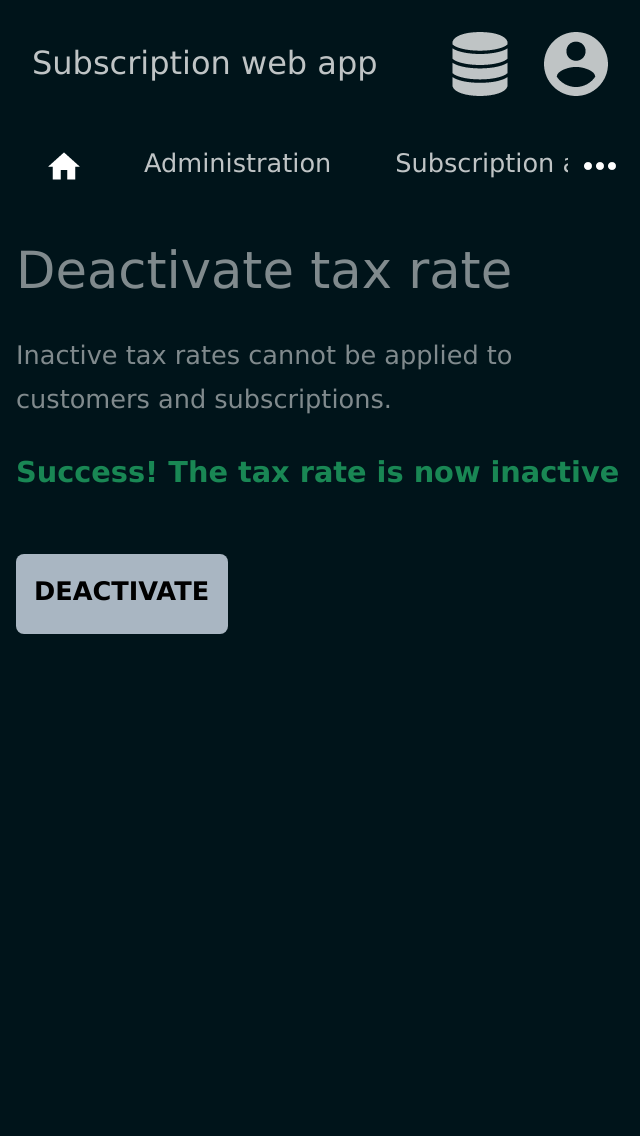 Subscription web app
Administration
Subscription
Deactivate tax rate
Inactive tax rates cannot be applied to
customers and subscriptions.
Success! The tax rate is now inactive
DEACTIVATE